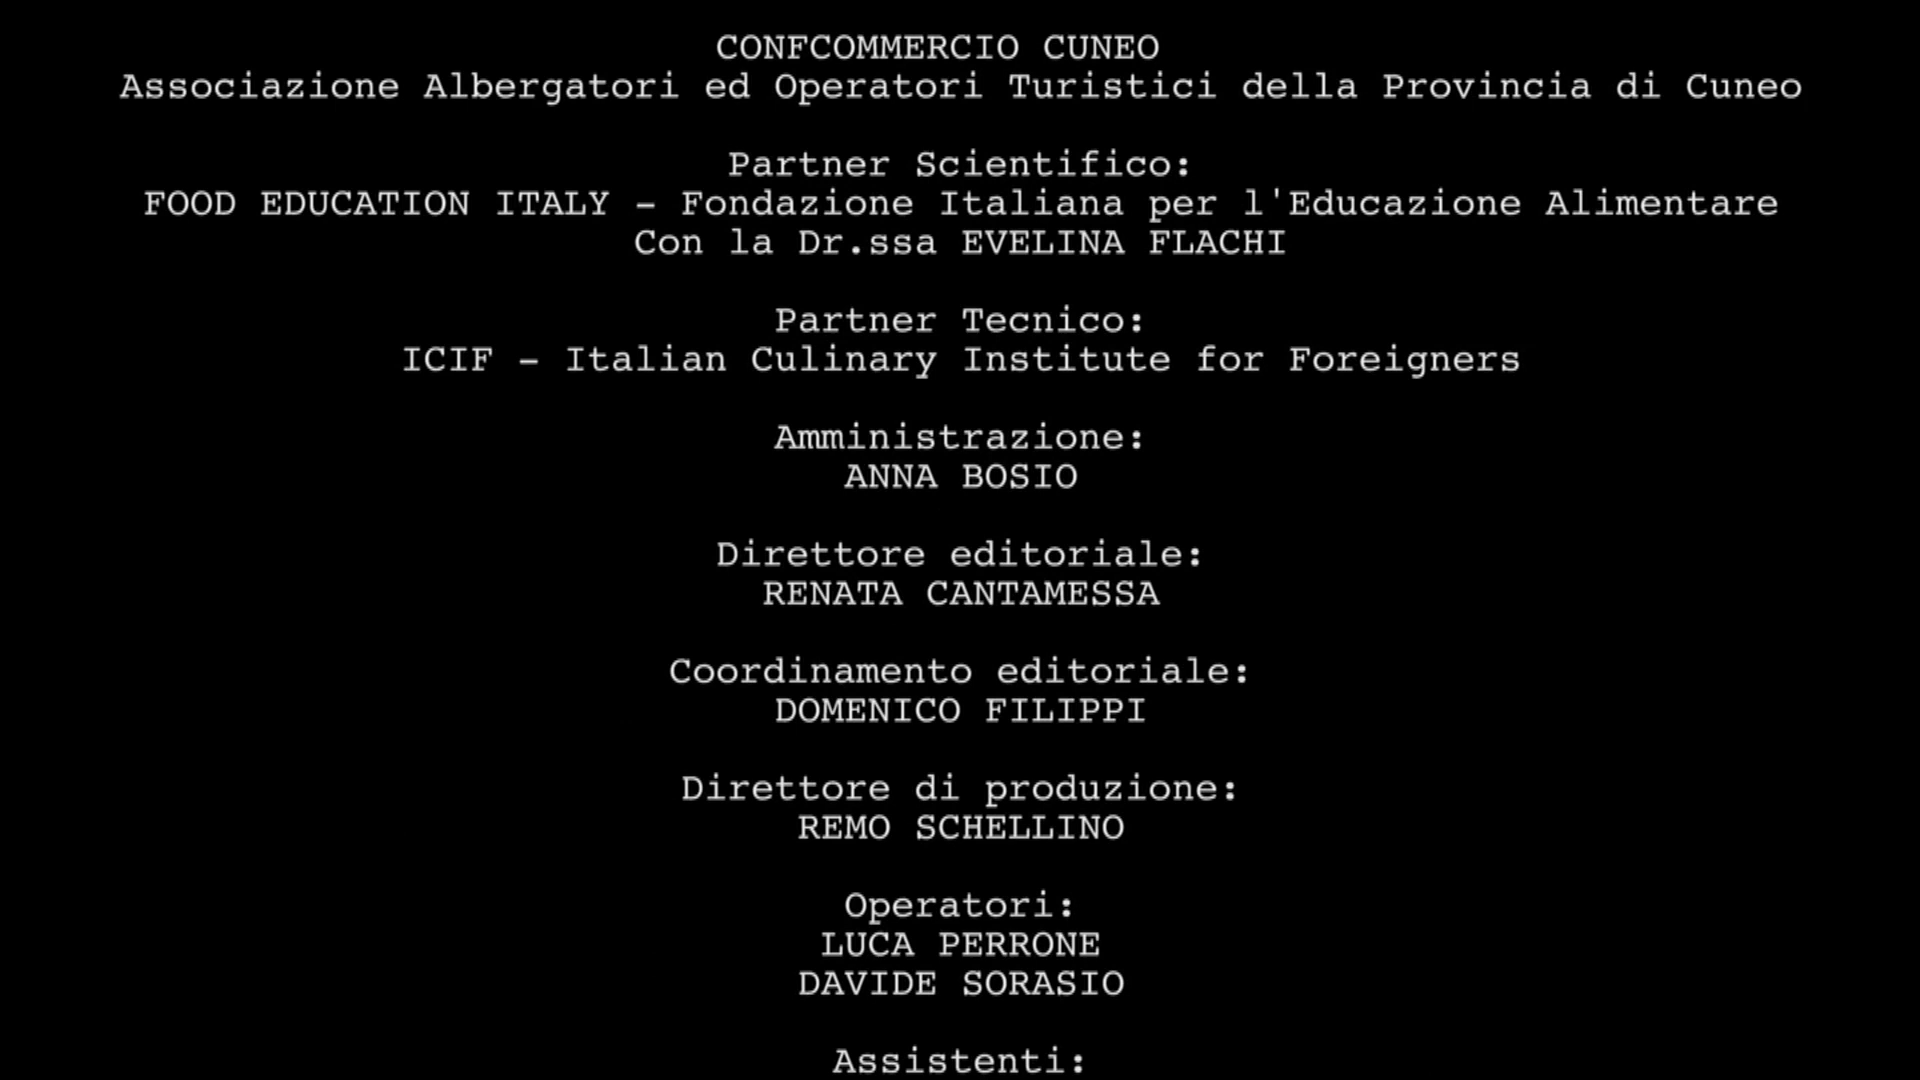 CONFCOMMERCIO CUNEO
Associazione Albergatori ed Operatori Turistici della Provincia di Cuneo
Partner Scientifico:
FOOD EDUCATION ITALY - Fondazione Italiana per l'Educazione Alimentare
Con la Dr.ssa EVELINA FLACHI
Partner Tecnico:
ICIF - Italian Culinary Institute for Foreigners
Amministrazione:
ANNA BOSIO
Direttore editoriale:
RENATA CANTAMESSA
Coordinamento editoriale:
DOMENICO FILIPPI
Direttore di produzione:
REMO SCHELLINO
Operatori:
LUCA PERRONE
DAVIDE SORASIO
Assistenti: